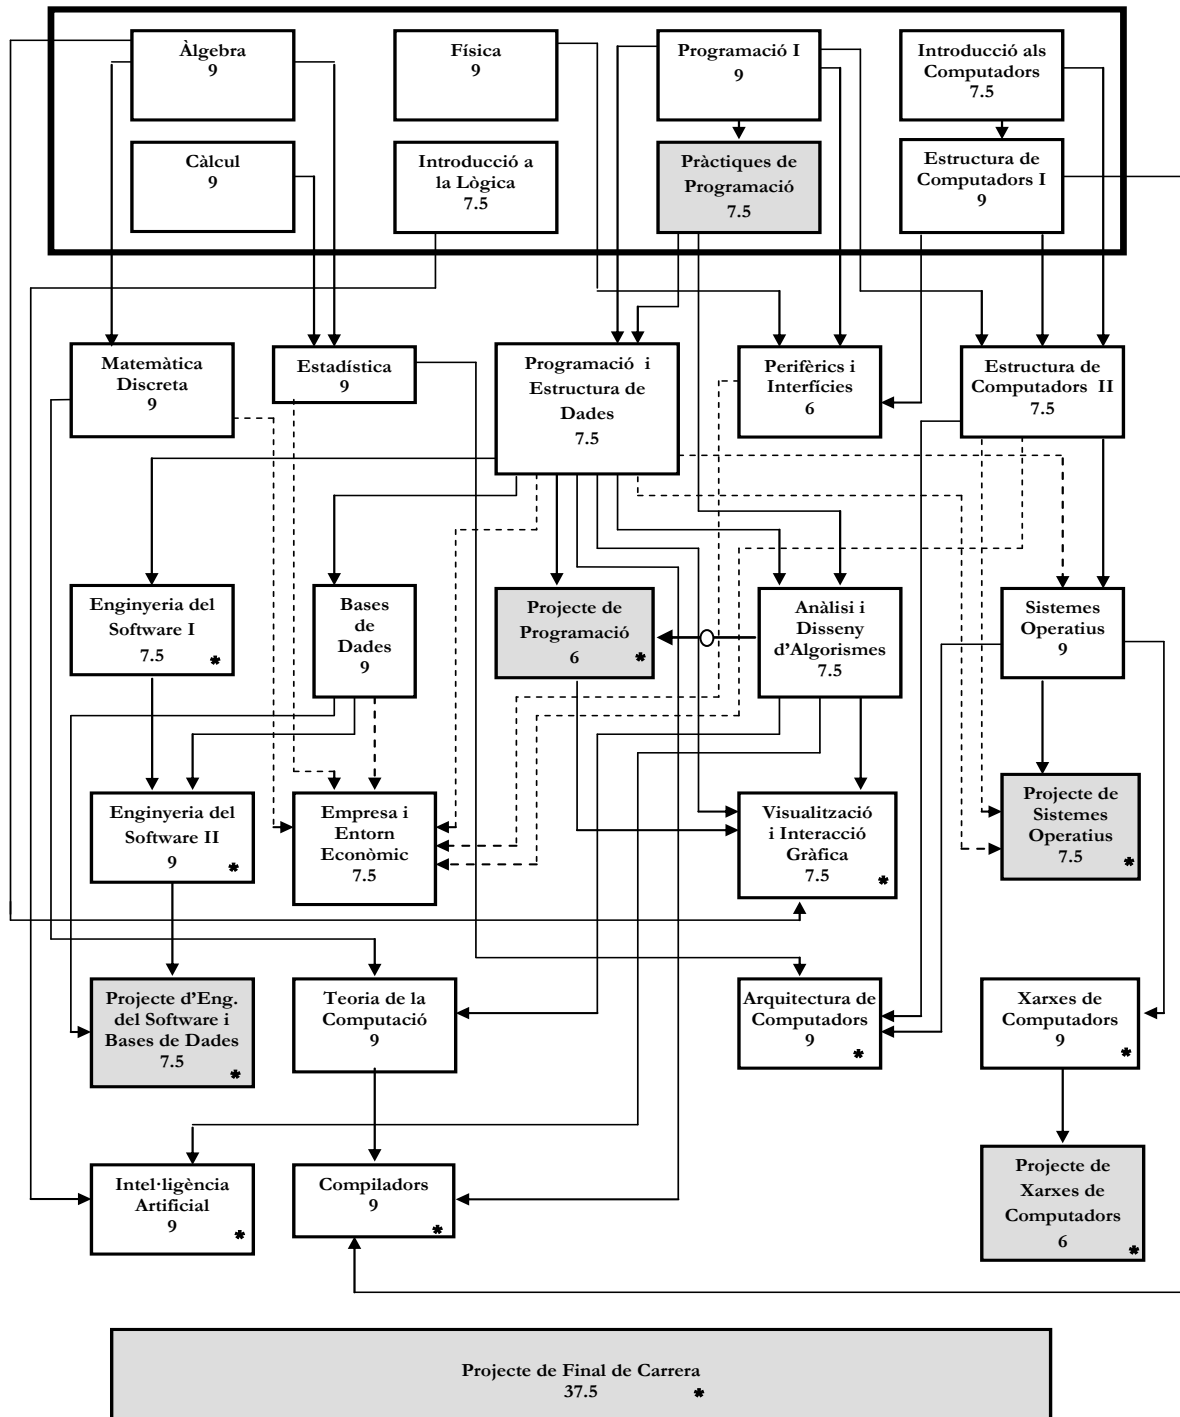 Àlgebra
9
Física
9
Programació I
9
Introducció als
Computadors
7.5
Càlcul
9
Introducció a
la Lògica
7.5
Pràctiques de
Programació
7.5
Estructura de
Computadors I
9
Matemàtica
Discreta
9
Estadística
9
Programació i
Estructura de
Dades
7.5
Perifèrics i
Interfícies
6
Estructura de
Computadors II
7.5
Enginyeria del
Software I
7.5 *
Bases
de
Dades
9
Projecte de
Programació
6 *
Anàlisi i
Disseny
d'Algorismes
7.5
Sistemes
Operatius
9
Enginyeria del
Software II
9 *
Empresa i
Entorn
Econòmic
7.5
Visualització
i Interacció
Gràfica
7.5 *
Projecte de
Sistemes
Operatius
7.5 *
Projecte d'Eng.
del Software i
Bases de Dades
7.5 *
Teoria de la
Computació
9
Arquitectura de
Computadors
9 *
Xarxes de
Computadors
9 *
Intel·ligència
Artificial
9 *
Compiladors
9 *
Projecte de
Xarxes de
Computadors
6 *
Projecte de Final de Carrera
37.5 *